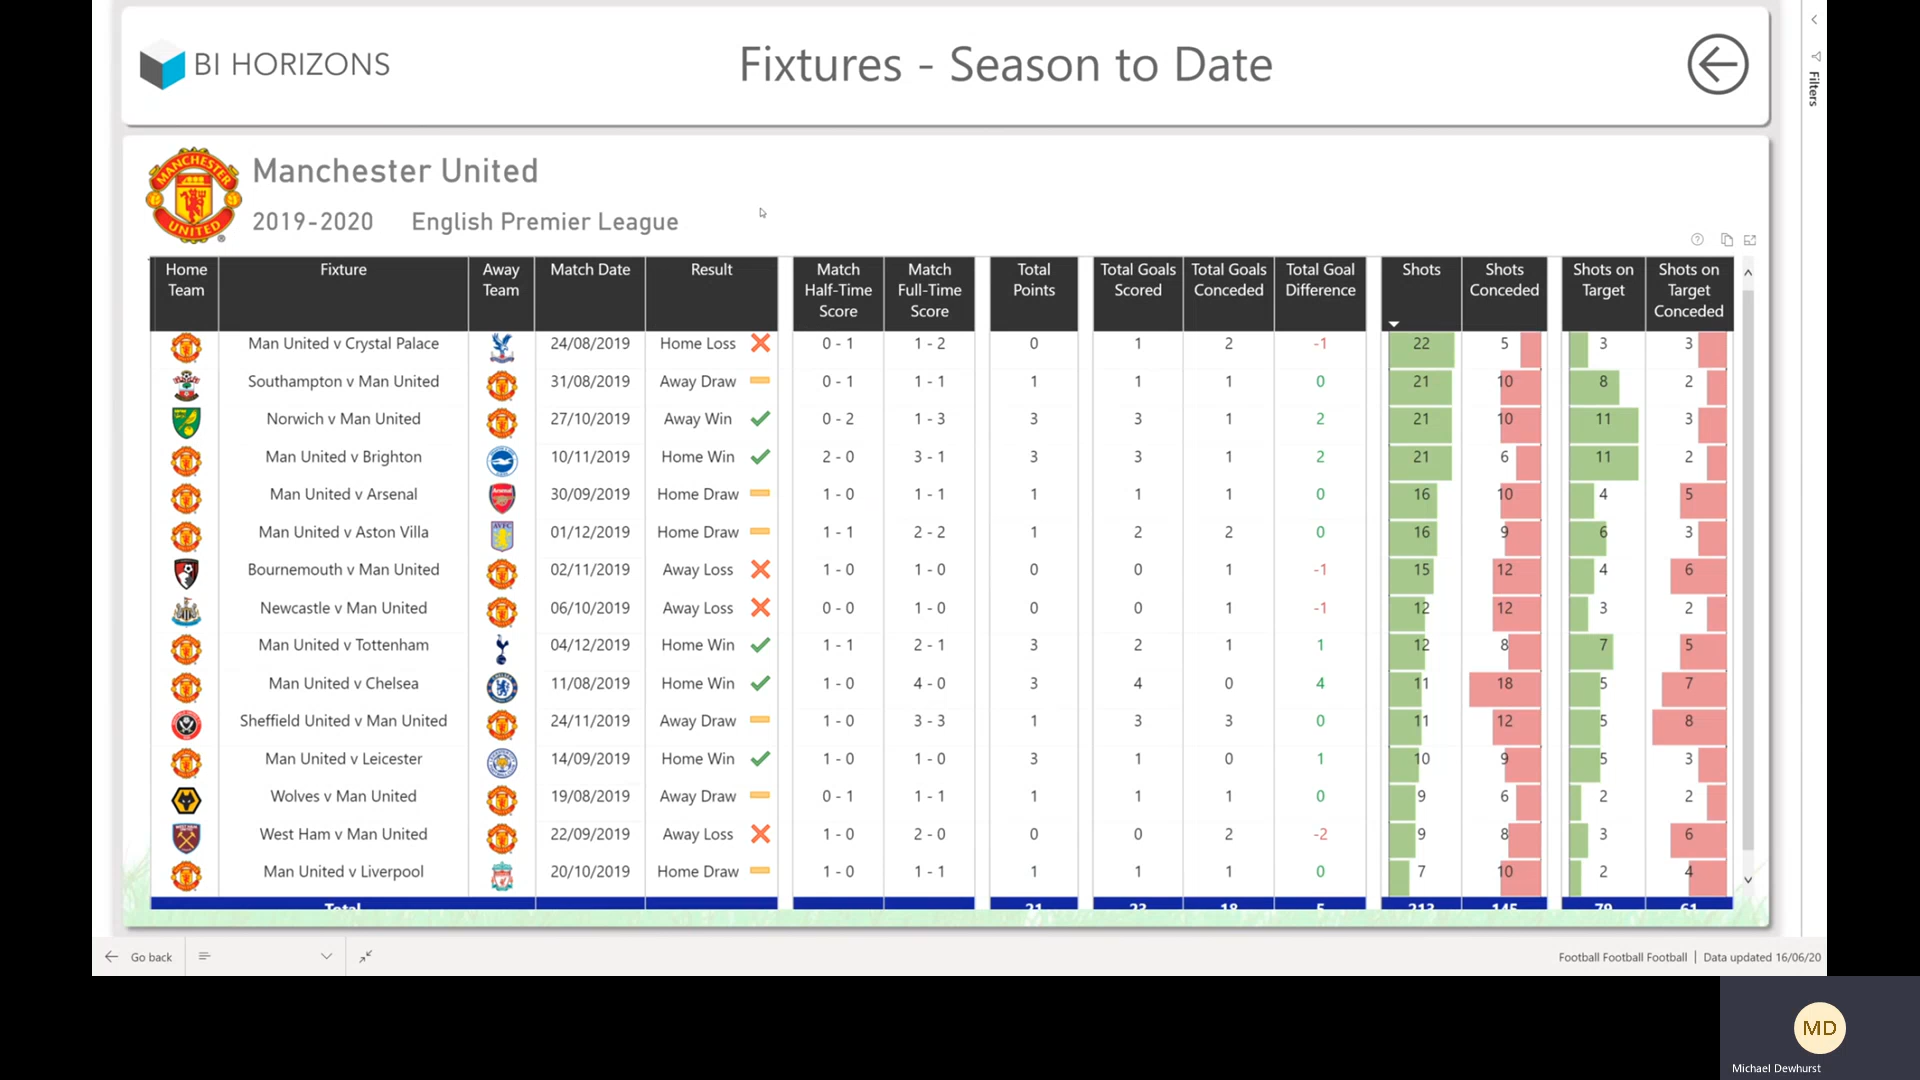 BI HORIZONS
Fixtures - Season to Date
Filters
MANCHESTER
UNITED
Manchester United
2019-2020 English Premier League
Home Team Fixture Away Team Match Date Result Match Half-Time Score Match Full-Time Score Total Points Total Goals Scored Total Goals Conceded Total Goal Difference Shots Shots Conceded Shots on Target Shots on Target Conceded
Man United v Crystal Palace 24/08/2019 Home Loss 0 - 1 1 - 2 0 1 2 -1 22 5 3 3
Southampton v Man United 31/08/2019 Away Draw 0 - 1 1 - 1 1 1 1 0 21 10 8 2
Norwich v Man United 27/10/2019 Away Win 0 - 2 1 - 3 3 3 1 2 21 10 11 3
Man United v Brighton 10/11/2019 Home Win 2 - 0 3 - 1 3 3 1 2 21 6 11 2
Man United v Arsenal 30/09/2019 Home Draw 1 - 0 1 - 1 1 1 1 0 16 10 4 5
Man United v Aston Villa 01/12/2019 Home Draw 1 - 1 2 - 2 1 2 2 0 16 9 6 3
Bournemouth v Man United 02/11/2019 Away Loss 1 - 0 1 - 0 0 0 1 -1 15 12 4 6
Newcastle v Man United 06/10/2019 Away Loss 0 - 0 1 - 0 0 0 1 -1 12 12 3 2
Man United v Tottenham 04/12/2019 Home Win 1 - 1 2 - 1 3 2 1 1 12 8 7 5
Man United v Chelsea 11/08/2019 Home Win 1 - 0 4 - 0 3 4 0 4 11 18 5 7
Sheffield United v Man United 24/11/2019 Away Draw 1 - 0 3 - 3 1 3 3 0 11 12 5 8
Man United v Leicester 14/09/2019 Home Win 1 - 0 1 - 0 3 1 0 1 10 9 5 3
Wolves v Man United 19/08/2019 Away Draw 0 - 1 1 - 1 1 1 1 0 9 6 2 2
West Ham v Man United 22/09/2019 Away Loss 1 - 0 2 - 0 0 0 2 -2 9 8 3 6
Man United v Liverpool 20/10/2019 Home Draw 1 - 0 1 - 1 1 1 1 0 7 10 2 4
Total 21 23 18 5 213 145 79 61
Go back
Football Football Football | Data updated 16/06/20
MD
Michael Dewhurst